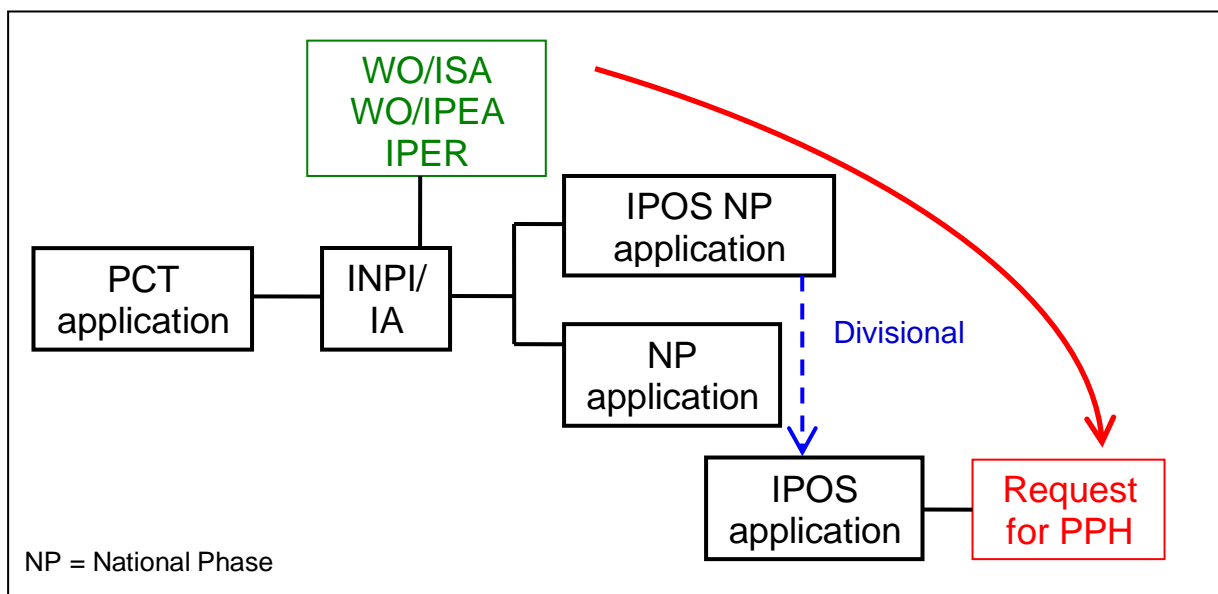 WO/ISA
WO/IPEA
IPER
IPOS NP
application
PCT
application
INPI/
IA
Divisional
NP
application
IPOS
application
Request
for PPH
NP = National Phase